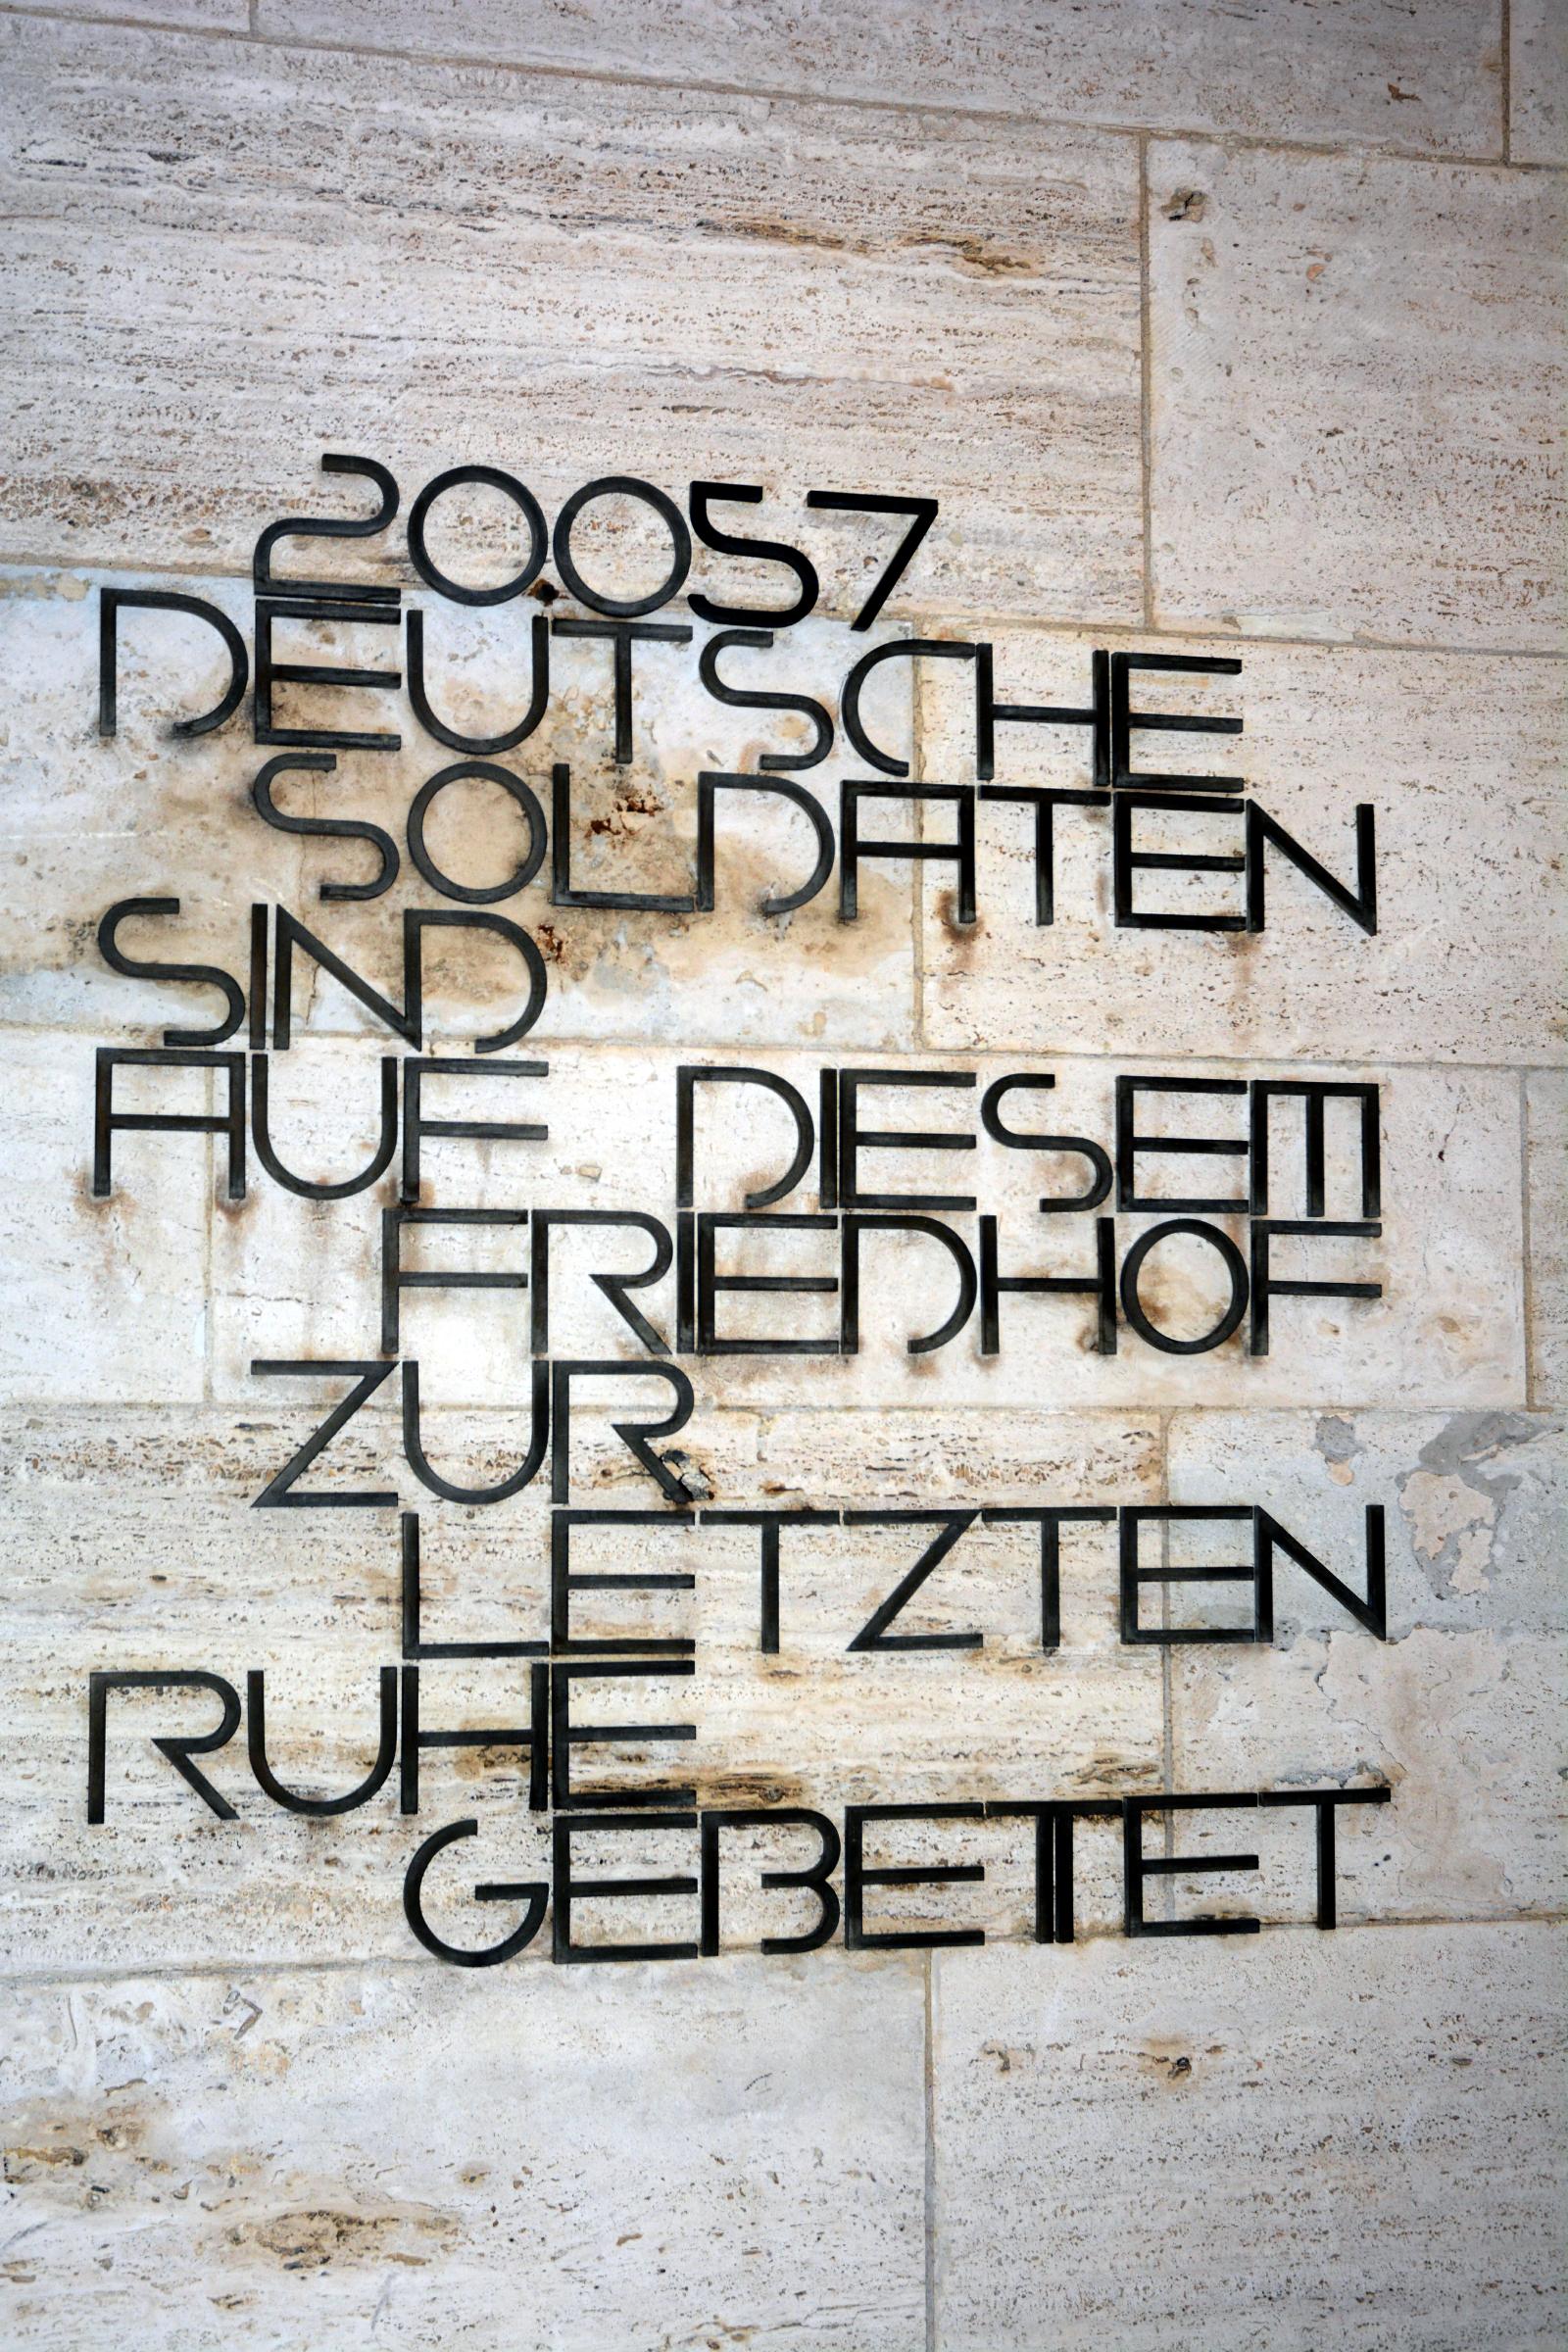 20057
DEUTSCHE
SOLDATEN
SIND
AUF DIESEM
FRIEDHOF
ZUR
LETZTEN
RUHE
GEBETTET